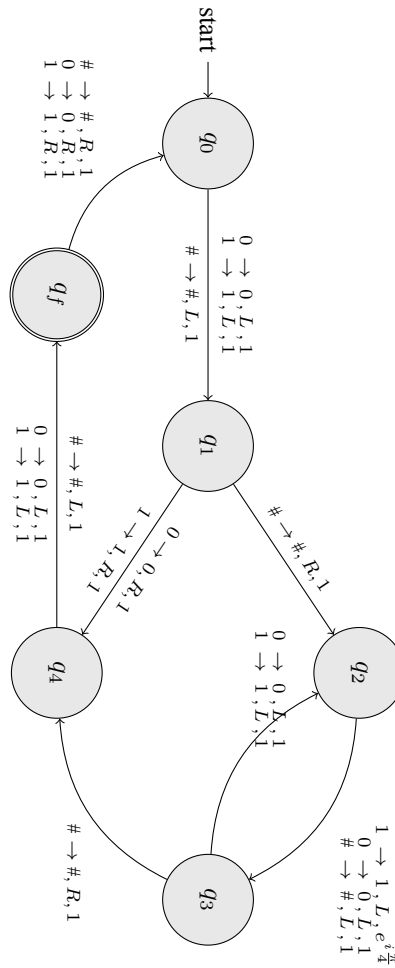 start
q0
0 → 0, L, 1
1 → 1, L, 1
# → #, L, 1
q1
# → #, R, 1
q2
1 → 1, L, e^{iπ/4}
0 → 0, L, 1
# → #, L, 1
0 → 0, L, 1
1 → 1, L, 1
q3
0 → 0, R, 1
1 → 1, R, 1
# → #, R, 1
q4
# → #, L, 1
0 → 0, L, 1
1 → 1, L, 1
qf
# → #, R, 1
0 → 0, R, 1
1 → 1, R, 1